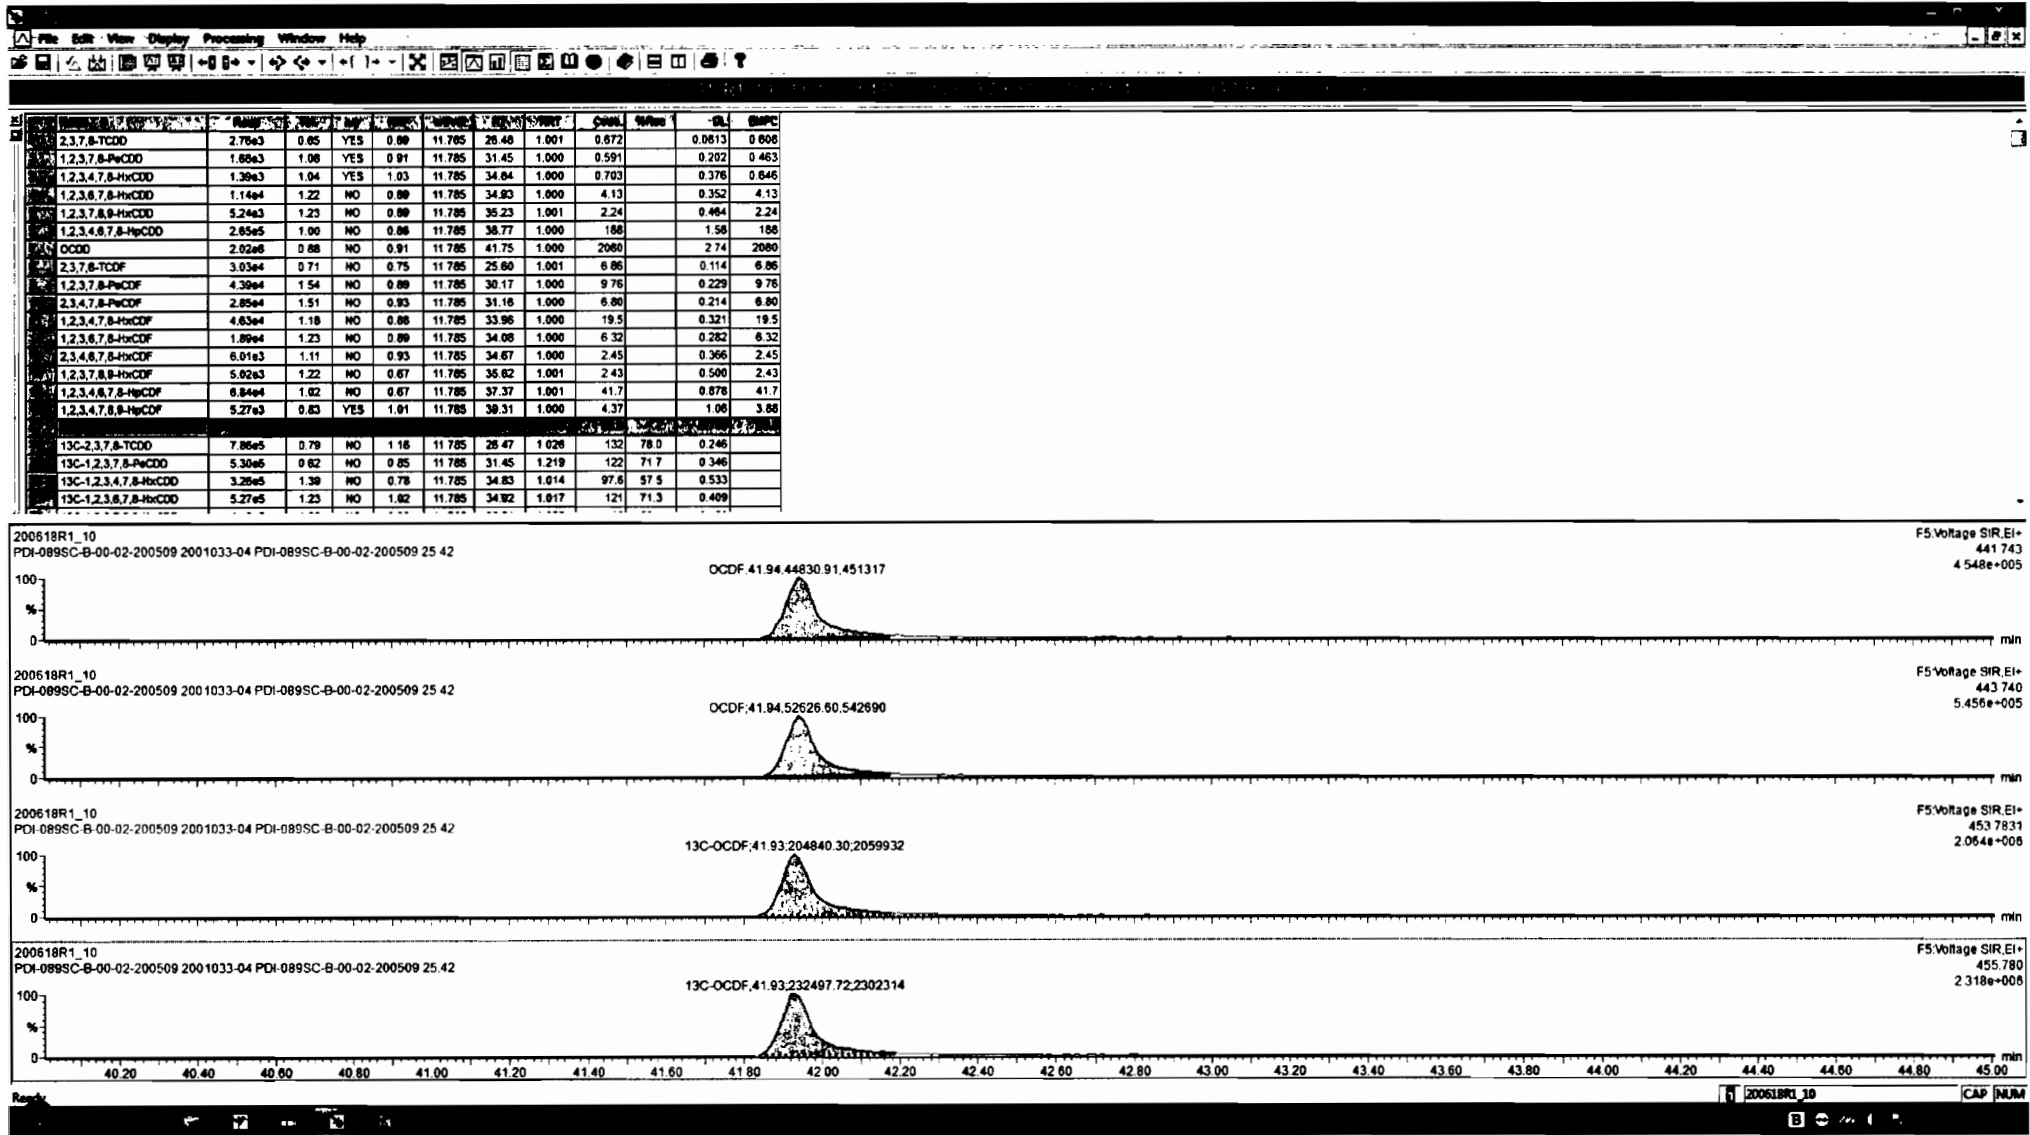 File Edit View Display Processing Window Help
RT Conc. %Rec DL EMPC
2,3,7,8-TCDD 2.76e3 0.65 YES 0.89 11.785 26.48 1.001 0.672 0.0613 0.608
1,2,3,7,8-PeCDD 1.68e3 1.06 YES 0.91 11.785 31.45 1.000 0.591 0.202 0.463
1,2,3,4,7,8-HxCDD 1.39e3 1.04 YES 1.03 11.785 34.84 1.000 0.703 0.376 0.646
1,2,3,6,7,8-HxCDD 1.14e4 1.22 NO 0.89 11.785 34.93 1.000 4.13 0.352 4.13
1,2,3,7,8,9-HxCDD 5.24e3 1.23 NO 0.89 11.785 35.23 1.001 2.24 0.464 2.24
1,2,3,4,6,7,8-HpCDD 2.65e5 1.00 NO 0.86 11.785 38.77 1.000 188 1.56 188
OCDD 2.02e6 0.88 NO 0.91 11.785 41.75 1.000 2080 2.74 2080
2,3,7,8-TCDF 3.03e4 0.71 NO 0.75 11.785 25.60 1.001 6.86 0.114 6.86
1,2,3,7,8-PeCDF 4.39e4 1.54 NO 0.89 11.785 30.17 1.000 9.76 0.229 9.76
2,3,4,7,8-PeCDF 2.85e4 1.51 NO 0.93 11.785 31.16 1.000 6.80 0.214 6.80
1,2,3,4,7,8-HxCDF 4.63e4 1.18 NO 0.88 11.785 33.96 1.000 19.5 0.321 19.5
1,2,3,6,7,8-HxCDF 1.89e4 1.23 NO 0.89 11.785 34.08 1.000 6.32 0.282 6.32
2,3,4,6,7,8-HxCDF 6.01e3 1.11 NO 0.93 11.785 34.67 1.000 2.45 0.366 2.45
1,2,3,7,8,9-HxCDF 5.02e3 1.22 NO 0.67 11.785 35.62 1.001 2.43 0.500 2.43
1,2,3,4,6,7,8-HpCDF 6.84e4 1.02 NO 0.67 11.785 37.37 1.001 41.7 0.878 41.7
1,2,3,4,7,8,9-HpCDF 5.27e3 0.83 YES 1.01 11.785 39.31 1.000 4.37 1.06 3.88
13C-2,3,7,8-TCDD 7.86e5 0.79 NO 1.16 11.785 26.47 1.026 132 78.0 0.246
13C-1,2,3,7,8-PeCDD 5.30e5 0.62 NO 0.85 11.785 31.45 1.219 122 71.7 0.346
13C-1,2,3,4,7,8-HxCDD 3.26e5 1.39 NO 0.78 11.785 34.83 1.014 97.6 57.5 0.533
13C-1,2,3,6,7,8-HxCDD 5.27e5 1.23 NO 1.02 11.785 34.92 1.017 121 71.3 0.409
200618R1_10 F5:Voltage SIR,EI+
PDI-089SC-B-00-02-200509 2001033-04 PDI-089SC-B-00-02-200509 25.42 441.743
4.548e+005
OCDF;41.94;44830.91;451317
100
%
0 min
200618R1_10 F5:Voltage SIR,EI+
PDI-089SC-B-00-02-200509 2001033-04 PDI-089SC-B-00-02-200509 25.42 443.740
5.456e+005
OCDF;41.94;52626.60;542690
100
%
0 min
200618R1_10 F5:Voltage SIR,EI+
PDI-089SC-B-00-02-200509 2001033-04 PDI-089SC-B-00-02-200509 25.42 453.7831
2.064e+006
13C-OCDF;41.93;204840.30;2059932
100
%
0 min
200618R1_10 F5:Voltage SIR,EI+
PDI-089SC-B-00-02-200509 2001033-04 PDI-089SC-B-00-02-200509 25.42 455.780
2.318e+006
13C-OCDF;41.93;232497.72;2302314
100
%
0 min
40.20 40.40 40.60 40.80 41.00 41.20 41.40 41.60 41.80 42.00 42.20 42.40 42.60 42.80 43.00 43.20 43.40 43.60 43.80 44.00 44.20 44.40 44.60 44.80 45.00
Ready 200618R1_10 CAP NUM